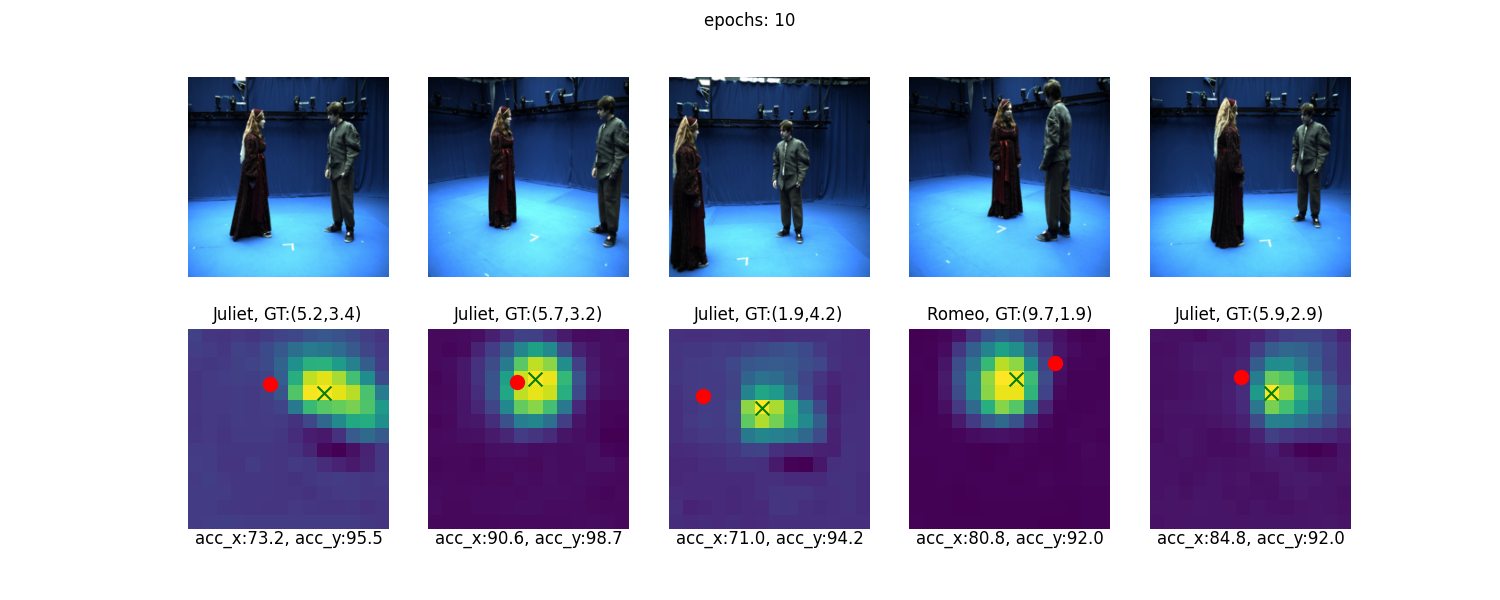 epochs: 10
Juliet, GT:(5.2,3.4)
Juliet, GT:(5.7,3.2)
Juliet, GT:(1.9,4.2)
Romeo, GT:(9.7,1.9)
Juliet, GT:(5.9,2.9)
acc_x:73.2, acc_y:95.5
acc_x:90.6, acc_y:98.7
acc_x:71.0, acc_y:94.2
acc_x:80.8, acc_y:92.0
acc_x:84.8, acc_y:92.0